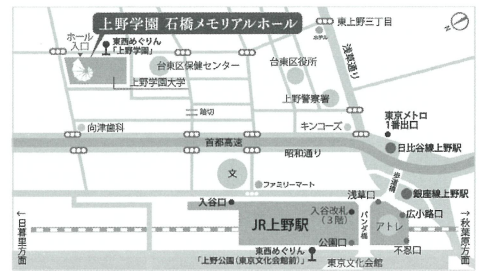 上野学園 石橋メモリアルホール
東上野三丁目
N
ホール
入口
東西めぐりん
「上野学園」
ホテル
浅草通り
台東区保健センター
台東区役所
上野学園大学
上野警察署
踏切
向津歯科
キンコーズ
東京メトロ
1番出口
首都高速
日比谷線上野駅
昭和通り
文
歩道橋
ファミリーマート
銀座線上野駅
浅草口
入谷口
入谷改札
(3階)
広小路口
←日暮里方面
JR上野駅
パンダ橋
アトレ
秋葉原方面→
公園口
不忍口
東西めぐりん
「上野公園(東京文化会館前)」
東京文化会館